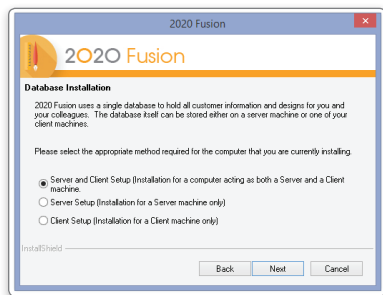 2020 Fusion
2020 Fusion
Database Installation
2020 Fusion uses a single database to hold all customer information and designs for you and
your colleagues. The database itself can be stored either on a server machine or one of your
client machines.
Please select the appropriate method required for the computer that you are currently installing.
Server and Client Setup (Installation for a computer acting as both a Server and a Client
machine.
Server Setup (Installation for a Server machine only)
Client Setup (Installation for a Client machine only)
InstallShield
Back Next Cancel